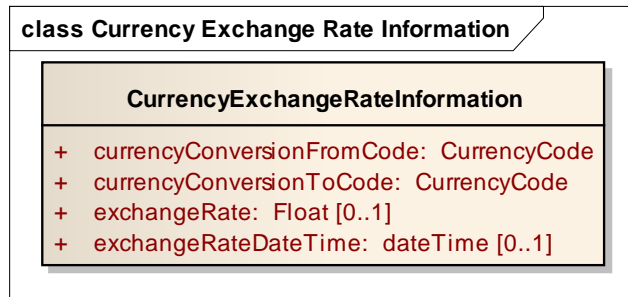 class Currency Exchange Rate Information
CurrencyExchangeRateInformation
+ currencyConversionFromCode: CurrencyCode
+ currencyConversionToCode: CurrencyCode
+ exchangeRate: Float [0..1]
+ exchangeRateDateTime: dateTime [0..1]